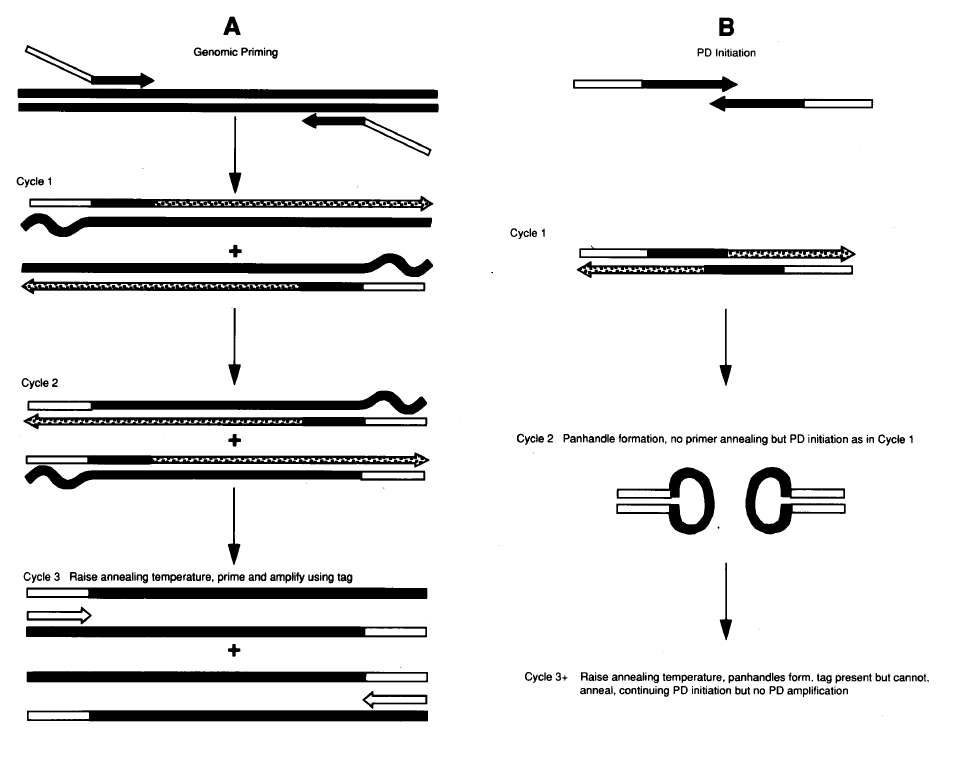 A
Genomic Priming
Cycle 1
+
Cycle 2
+
Cycle 3 Raise annealing temperature, prime and amplify using tag
+
B
PD Initiation
Cycle 1
Cycle 2 Panhandle formation, no primer annealing but PD initiation as in Cycle 1
Cycle 3+ Raise annealing temperature, panhandles form, tag present but cannot,
anneal, continuing PD initiation but no PD amplification